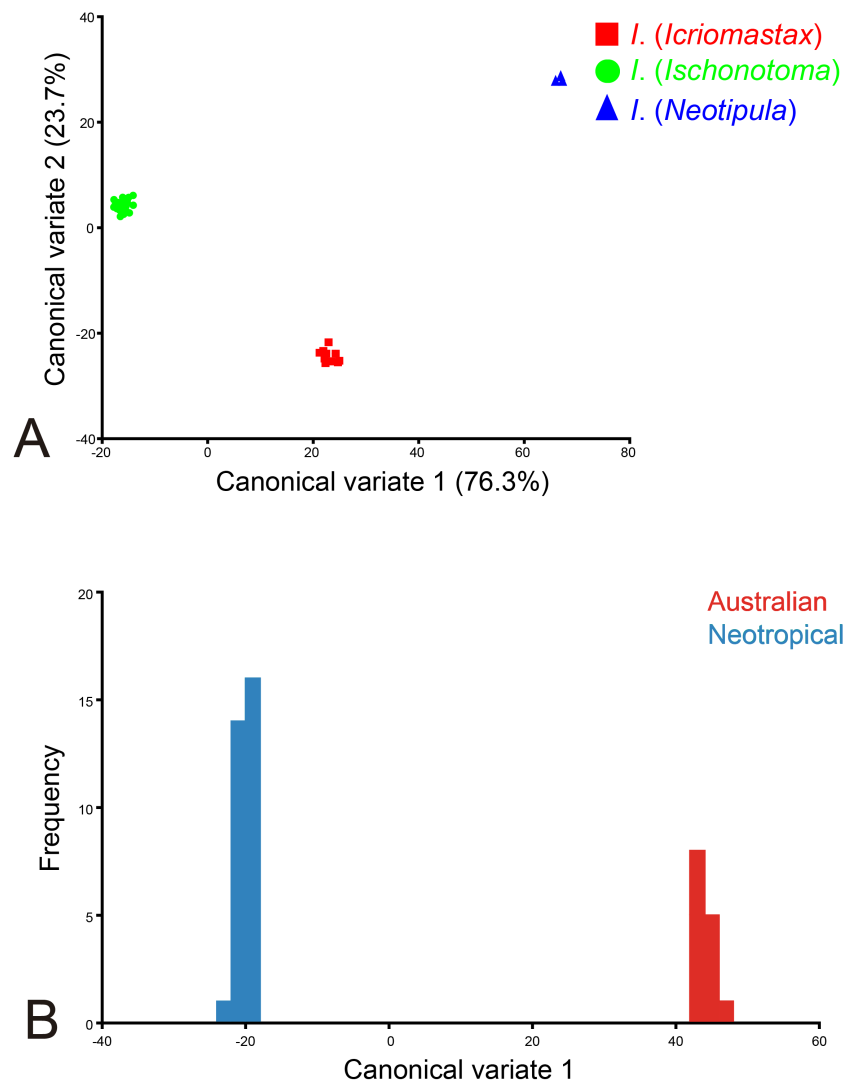 40
20
0
-20
-40
-20
0
20
40
60
80
Canonical variate 2 (23.7%)
Canonical variate 1 (76.3%)
I. (Icriomastax)
I. (Ischonotoma)
I. (Neotipula)
A
20
15
10
5
0
-40
-20
0
20
40
60
Frequency
Canonical variate 1
Australian
Neotropical
B